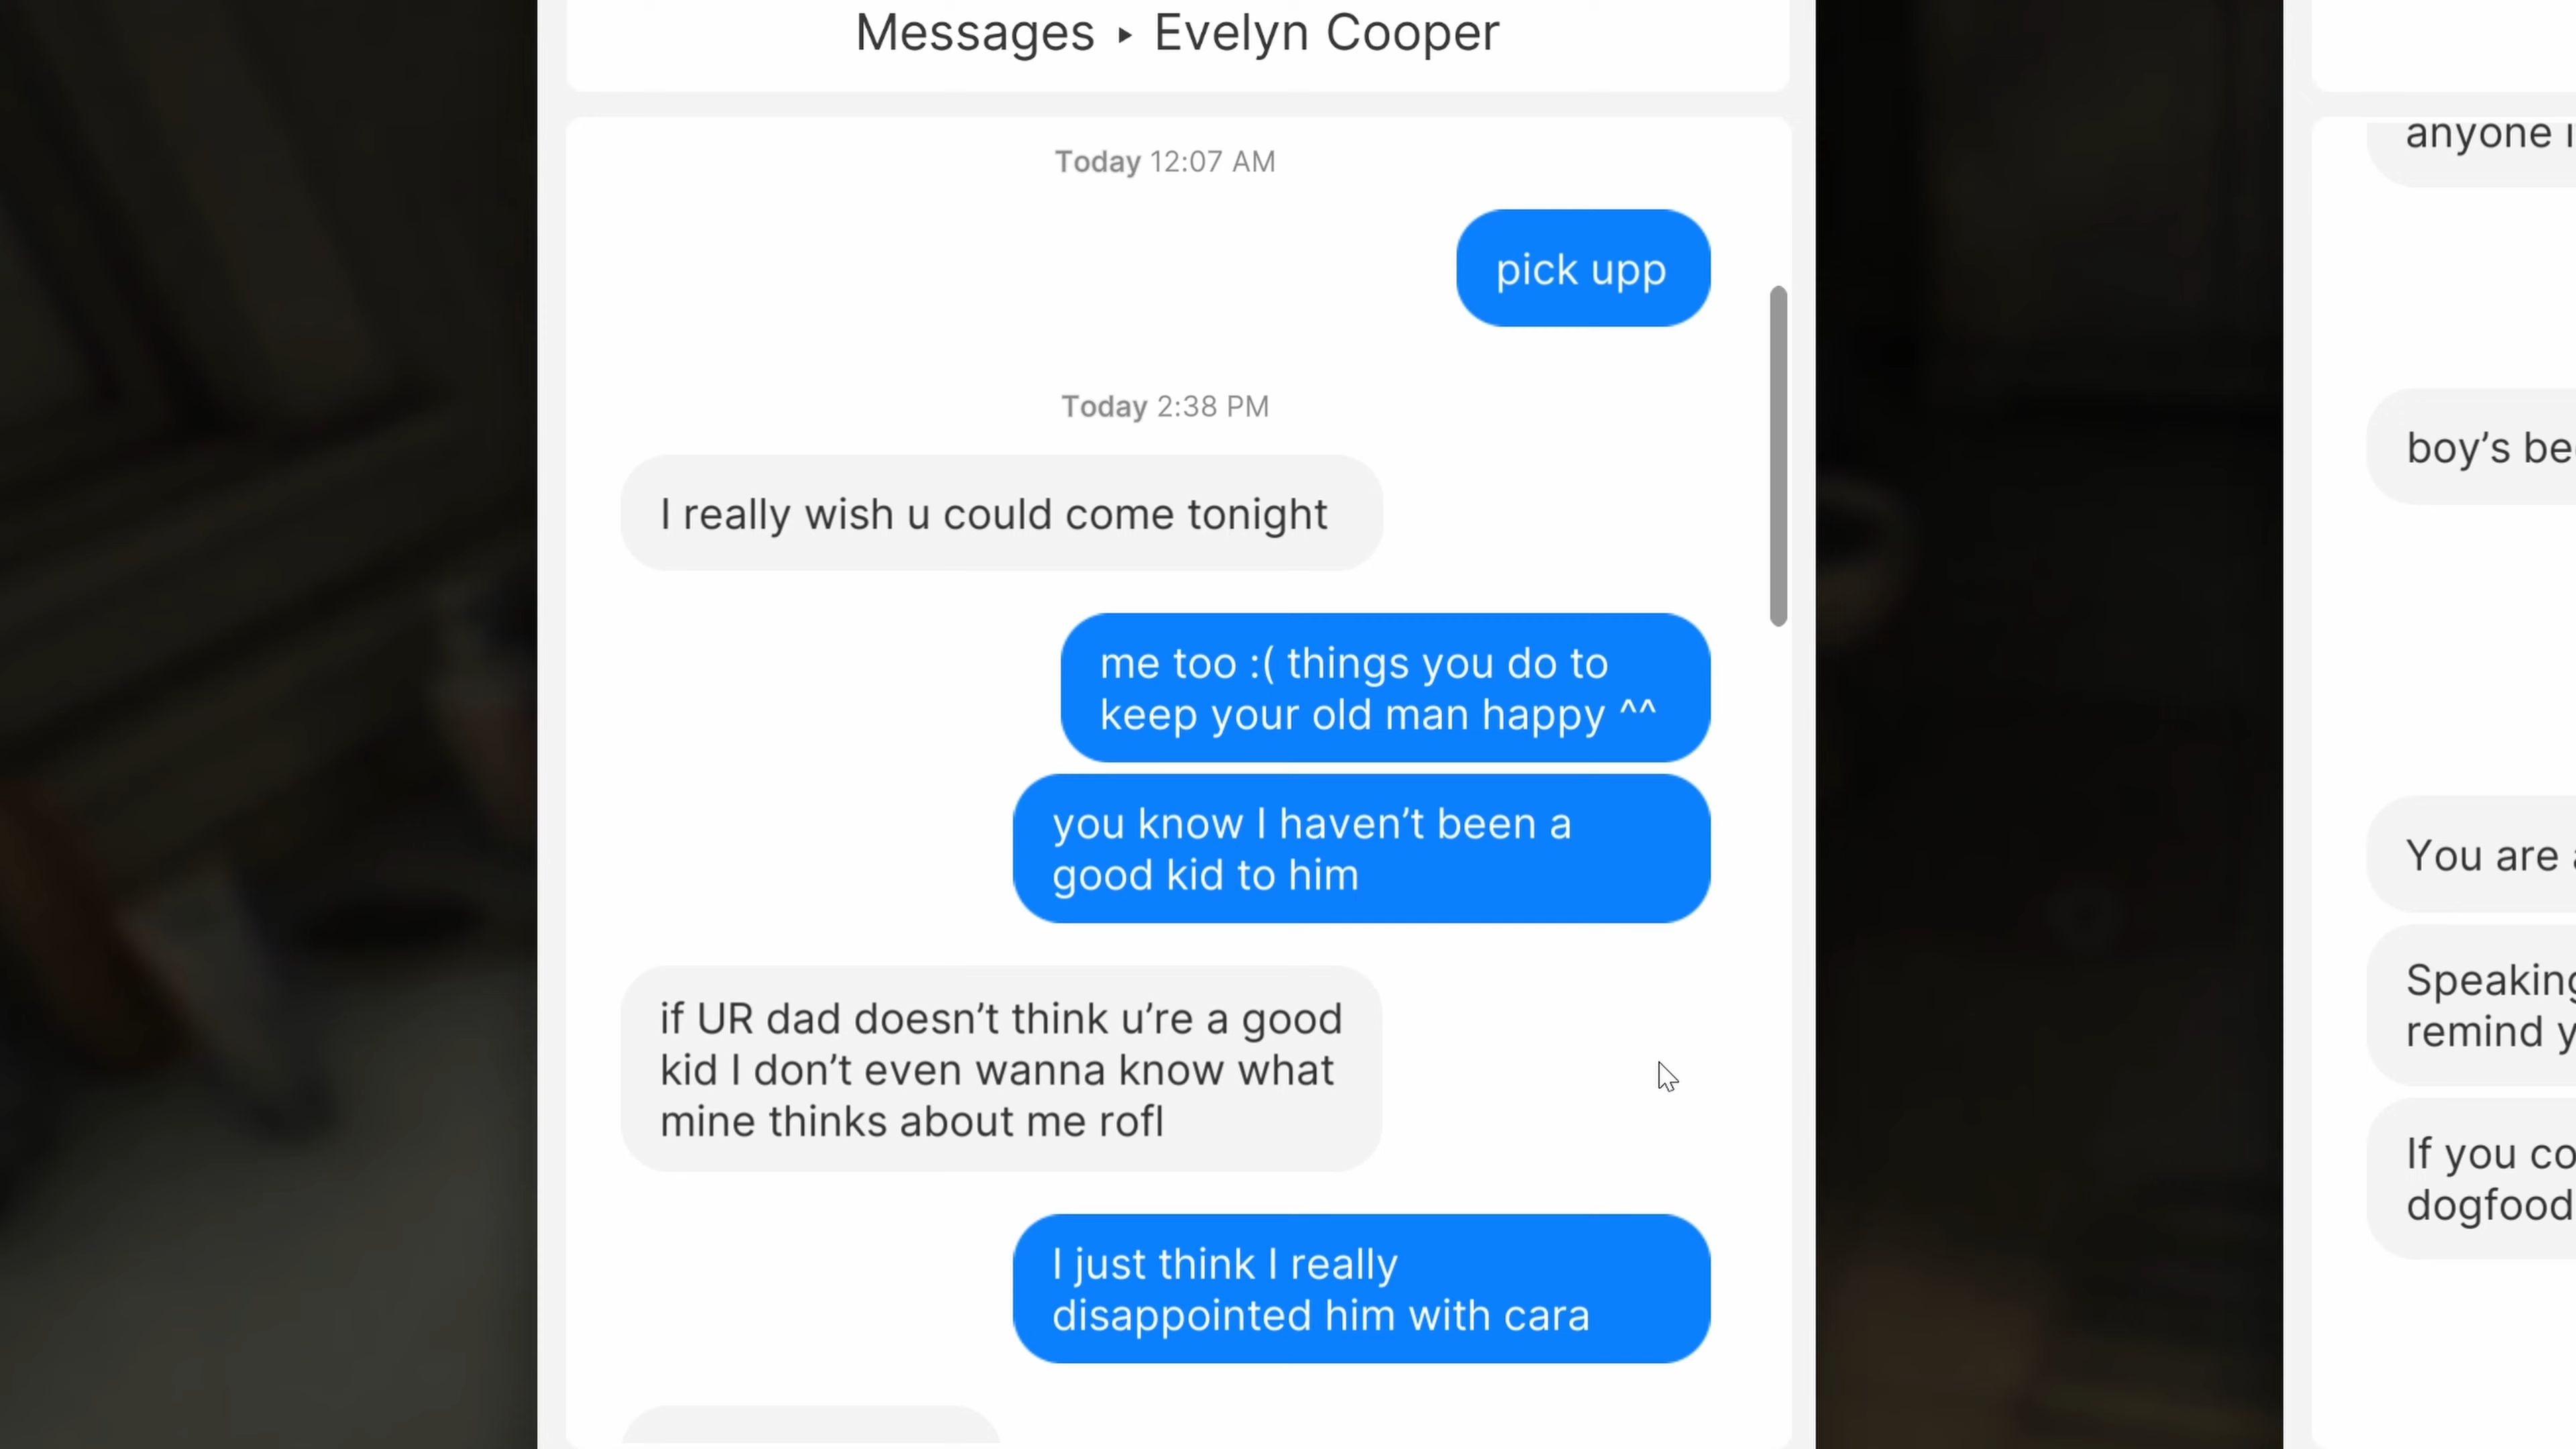 Messages ▸ Evelyn Cooper
Today 12:07 AM
pick upp
Today 2:38 PM
I really wish u could come tonight
me too :( things you do to
keep your old man happy ^^
you know I haven’t been a
good kid to him
if UR dad doesn’t think u’re a good
kid I don’t even wanna know what
mine thinks about me rofl
I just think I really
disappointed him with cara
anyone
boy’s
You are
Speaking
remind
If you
dogfood